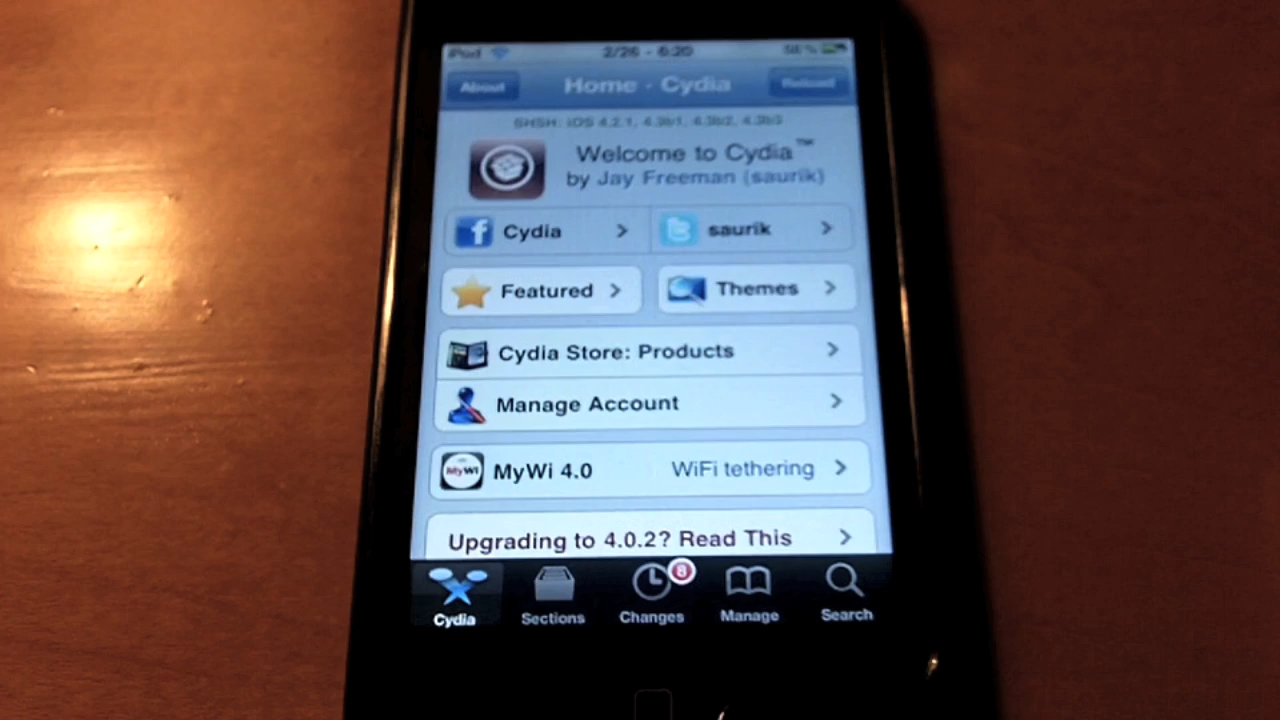 iPod 2/26 - 6:20 58 %
About Home - Cydia Reload
SHSH: iOS 4.2.1, 4.3b1, 4.3b2, 4.3b3
Welcome to Cydia™
by Jay Freeman (saurik)
f Cydia > t saurik >
Featured > Themes >
Cydia Store: Products >
Manage Account >
MyWi MyWi 4.0 WiFi tethering >
Upgrading to 4.0.2? Read This >
8
Cydia Sections Changes Manage Search